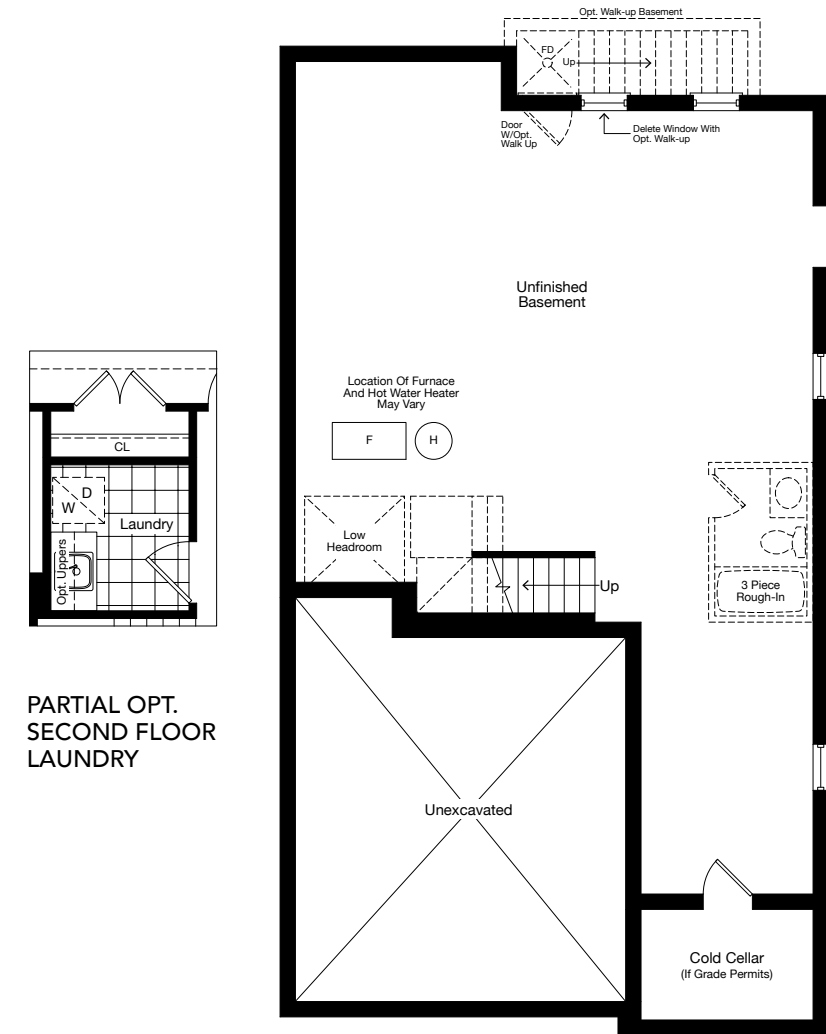 Opt. Walk-up Basement
FD
Up
Door
W/Opt.
Walk Up
Delete Window With
Opt. Walk-up
Unfinished
Basement
Location Of Furnace
And Hot Water Heater
May Vary
F
H
CL
D
W
Laundry
Opt. Uppers
Low
Headroom
Up
3 Piece
Rough-In
PARTIAL OPT.
SECOND FLOOR
LAUNDRY
Unexcavated
Cold Cellar
(If Grade Permits)